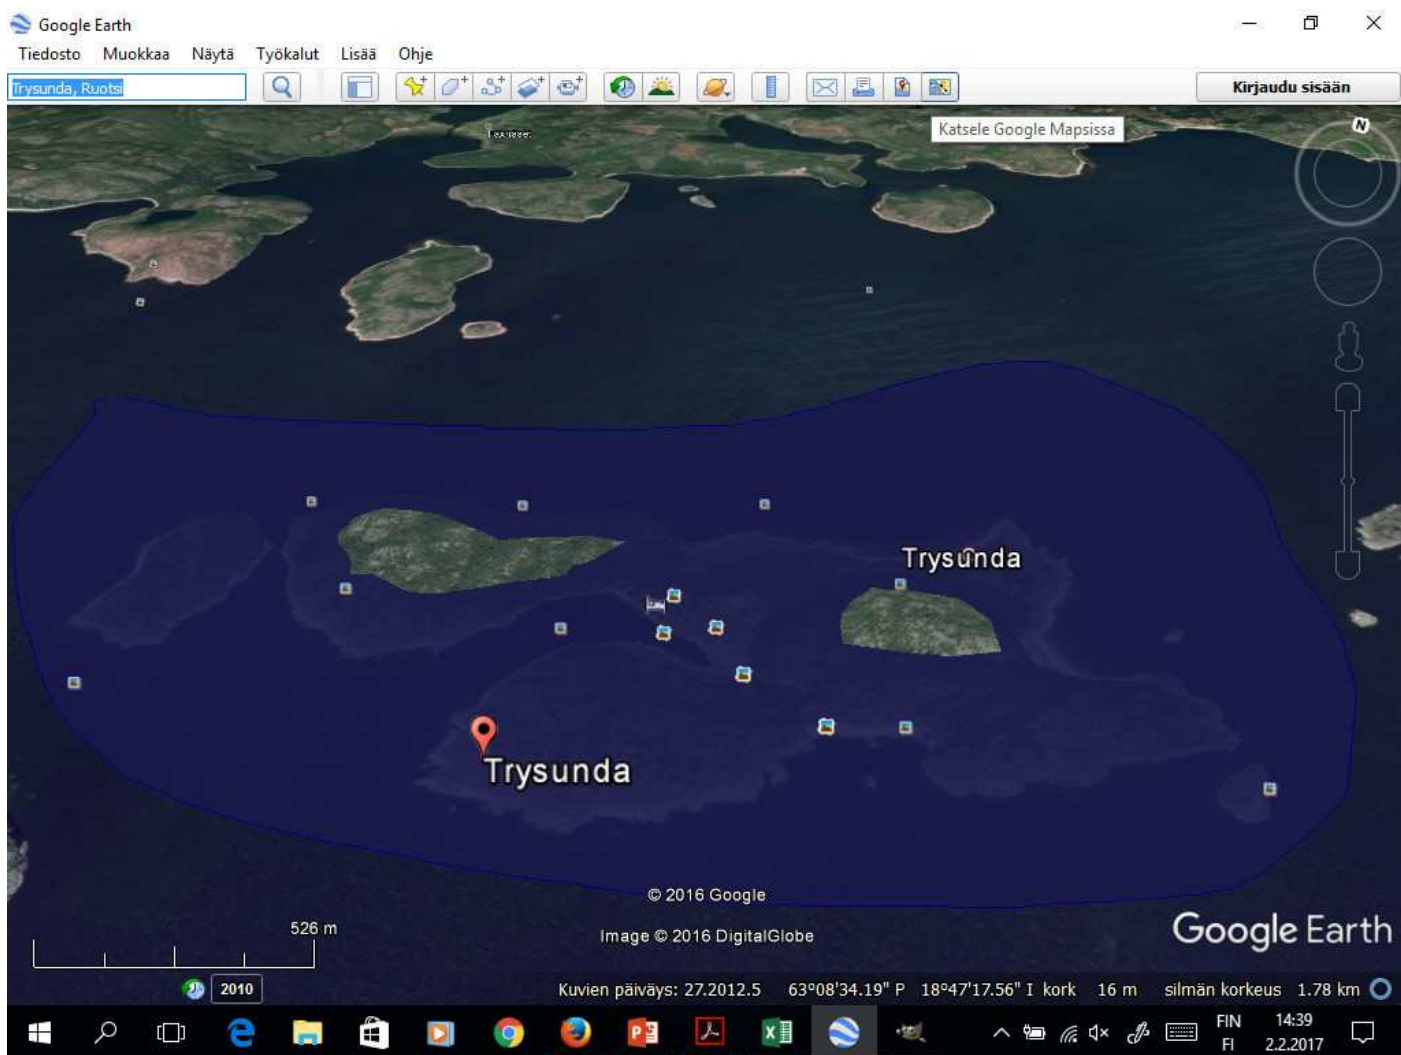 Google Earth
Tiedosto Muokkaa Näytä Työkalut Lisää Ohje
Trysunda, Ruotsi
Kirjaudu sisään
Katsele Google Mapsissa
N
Trysunda
Trysunda
© 2016 Google
Image © 2016 DigitalGlobe
Google Earth
526 m
2010
Kuvien päiväys: 27.2012.5 63°08'34.19" P 18°47'17.56" I kork 16 m silmän korkeus 1.78 km
FIN
FI
14:39
2.2.2017